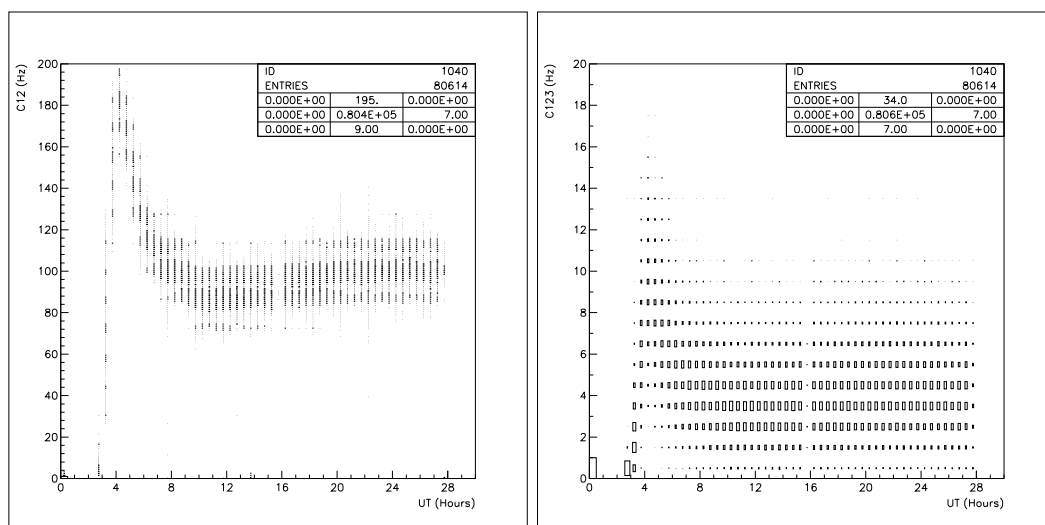 C12 (Hz)
200
180
160
140
120
100
80
60
40
20
0
0
4
8
12
16
20
24
28
UT (Hours)
ID 1040
ENTRIES 80614
0.000E+00 195. 0.000E+00
0.000E+00 0.804E+05 7.00
0.000E+00 9.00 0.000E+00
C123 (Hz)
20
18
16
14
12
10
8
6
4
2
0
0
4
8
12
16
20
24
28
UT (Hours)
ID 1040
ENTRIES 80614
0.000E+00 34.0 0.000E+00
0.000E+00 0.806E+05 7.00
0.000E+00 7.00 0.000E+00